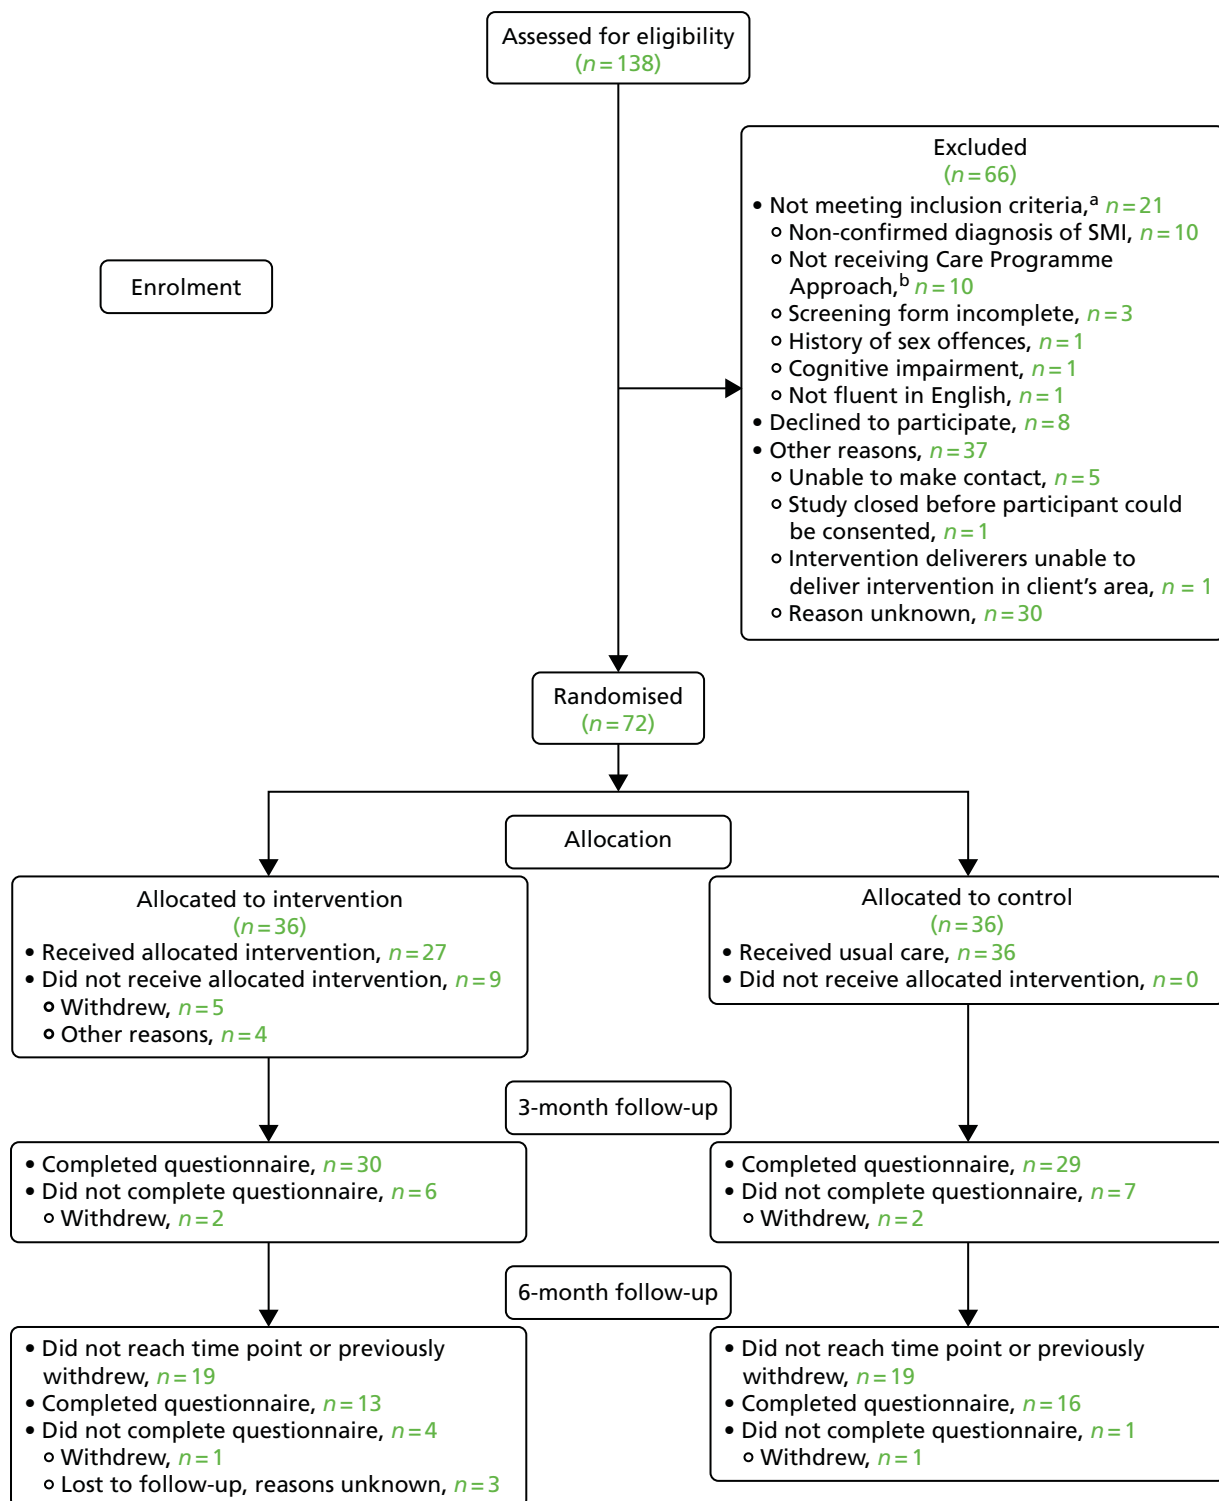 Assessed for eligibility
(n = 138)
Excluded
(n = 66)
• Not meeting inclusion criteria,a n = 21
Non-confirmed diagnosis of SMI, n = 10
Not receiving Care Programme
Approach,b n = 10
Screening form incomplete, n = 3
History of sex offences, n = 1
Cognitive impairment, n = 1
Not fluent in English, n = 1
• Declined to participate, n = 8
• Other reasons, n = 37
Unable to make contact, n = 5
Study closed before participant could
be consented, n = 1
Intervention deliverers unable to
deliver intervention in client's area, n = 1
Reason unknown, n = 30
Enrolment
Randomised
(n = 72)
Allocation
Allocated to intervention
(n = 36)
• Received allocated intervention, n = 27
• Did not receive allocated intervention, n = 9
Withdrew, n = 5
Other reasons, n = 4
Allocated to control
(n = 36)
• Received usual care, n = 36
• Did not receive allocated intervention, n = 0
3-month follow-up
• Completed questionnaire, n = 30
• Did not complete questionnaire, n = 6
Withdrew, n = 2
• Completed questionnaire, n = 29
• Did not complete questionnaire, n = 7
Withdrew, n = 2
6-month follow-up
• Did not reach time point or previously
withdrew, n = 19
• Completed questionnaire, n = 13
• Did not complete questionnaire, n = 4
Withdrew, n = 1
Lost to follow-up, reasons unknown, n = 3
• Did not reach time point or previously
withdrew, n = 19
• Completed questionnaire, n = 16
• Did not complete questionnaire, n = 1
Withdrew, n = 1